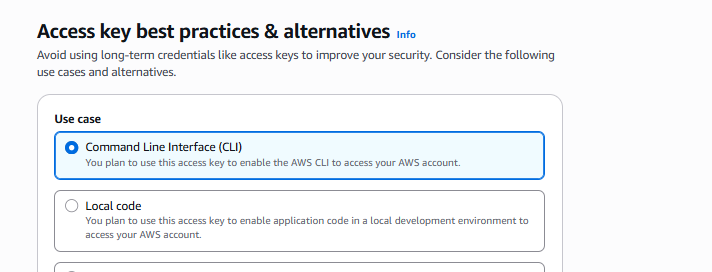 Access key best practices & alternatives Info
Avoid using long-term credentials like access keys to improve your security. Consider the following
use cases and alternatives.
Use case
Command Line Interface (CLI)
You plan to use this access key to enable the AWS CLI to access your AWS account.
Local code
You plan to use this access key to enable application code in a local development environment to
access your AWS account.